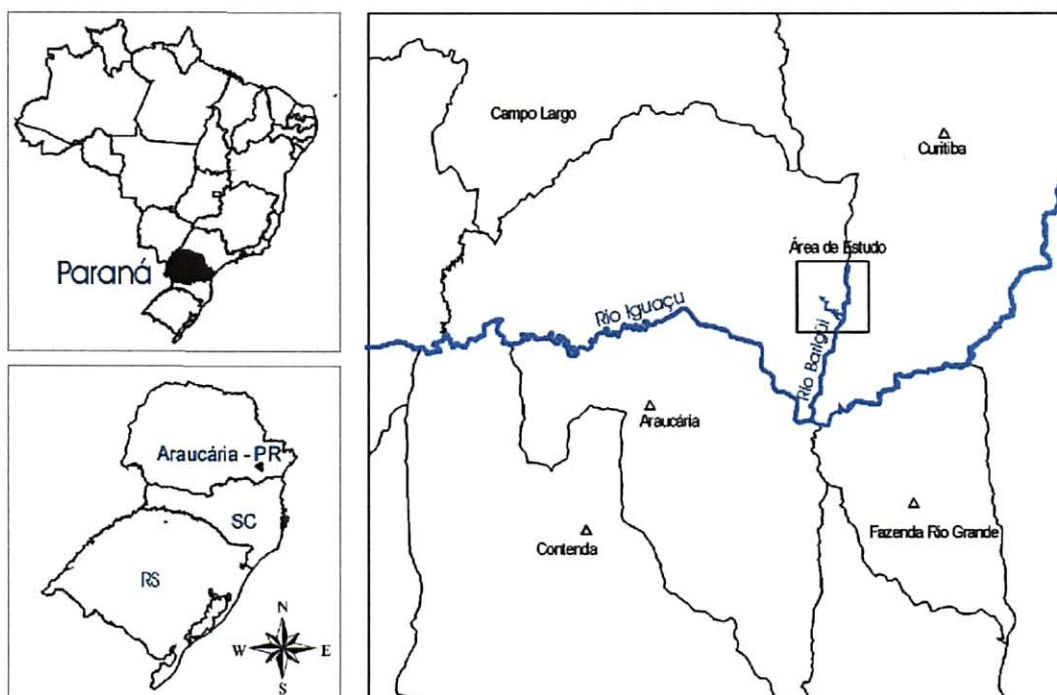 Paraná
Araucária - PR
SC
RS
N
W
E
S
Campo Largo
Curitiba
Área de Estudo
Rio Iguaçu
Rio Barigüi
Araucária
Contenda
Fazenda Rio Grande